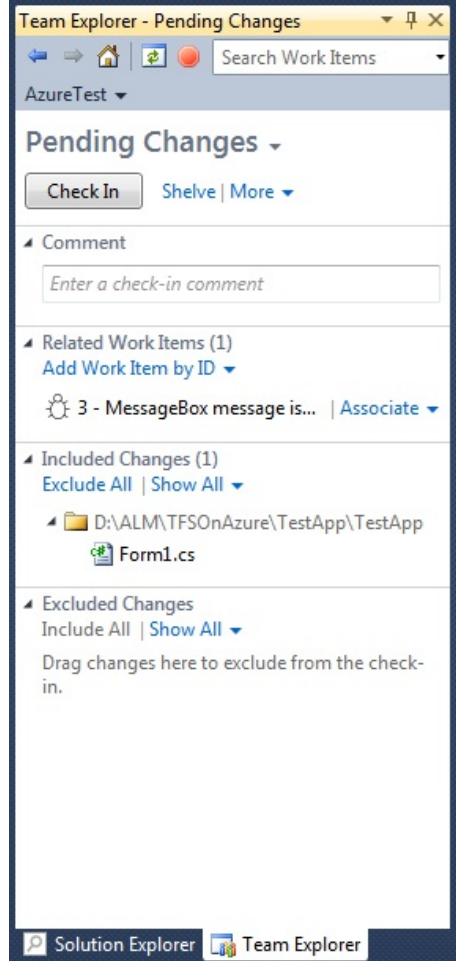 Team Explorer - Pending Changes
Search Work Items
AzureTest
Pending Changes
Check In Shelve | More
Comment
Enter a check-in comment
Related Work Items (1)
Add Work Item by ID
3 - MessageBox message is... | Associate
Included Changes (1)
Exclude All | Show All
D:\ALM\TFSOnAzure\TestApp\TestApp
Form1.cs
Excluded Changes
Include All | Show All
Drag changes here to exclude from the check-
in.
Solution Explorer Team Explorer